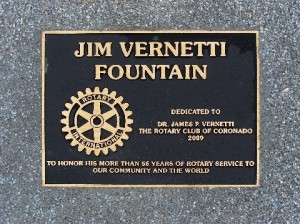 JIM VERNETTI
FOUNTAIN
ROTARY
INTERNATIONAL
DEDICATED TO
DR. JAMES P. VERNETTI
THE ROTARY CLUB OF CORONADO
2009
TO HONOR HIS MORE THAN 56 YEARS OF ROTARY SERVICE TO
OUR COMMUNITY AND THE WORLD